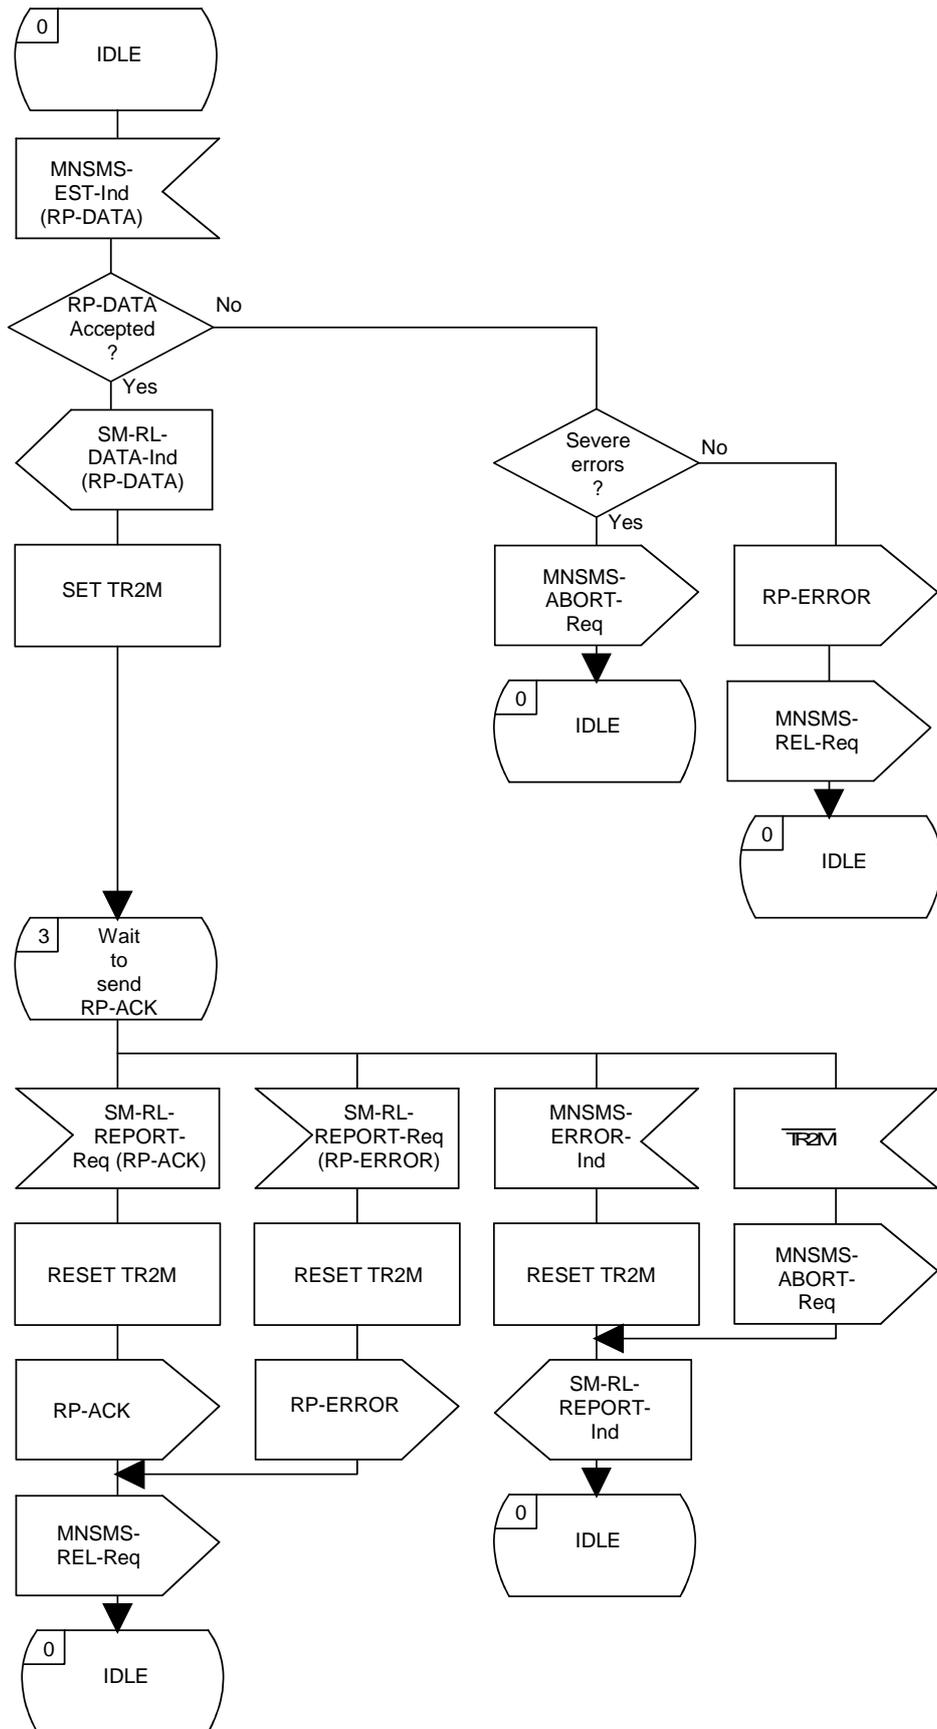 0
IDLE
MNSMS-
EST-Ind
(RP-DATA)
RP-DATA
Accepted
?
No
Yes
SM-RL-
DATA-Ind
(RP-DATA)
SET TR2M
Severe
errors
?
No
Yes
MNSMS-
ABORT-
Req
0
IDLE
RP-ERROR
MNSMS-
REL-Req
0
IDLE
3
Wait
to
send
RP-ACK
SM-RL-
REPORT-
Req (RP-ACK)
RESET TR2M
RP-ACK
SM-RL-
REPORT-Req
(RP-ERROR)
RESET TR2M
RP-ERROR
MNSMS-
REL-Req
0
IDLE
MNSMS-
ERROR-
Ind
RESET TR2M
TR2M
MNSMS-
ABORT-
Req
SM-RL-
REPORT-
Ind
0
IDLE